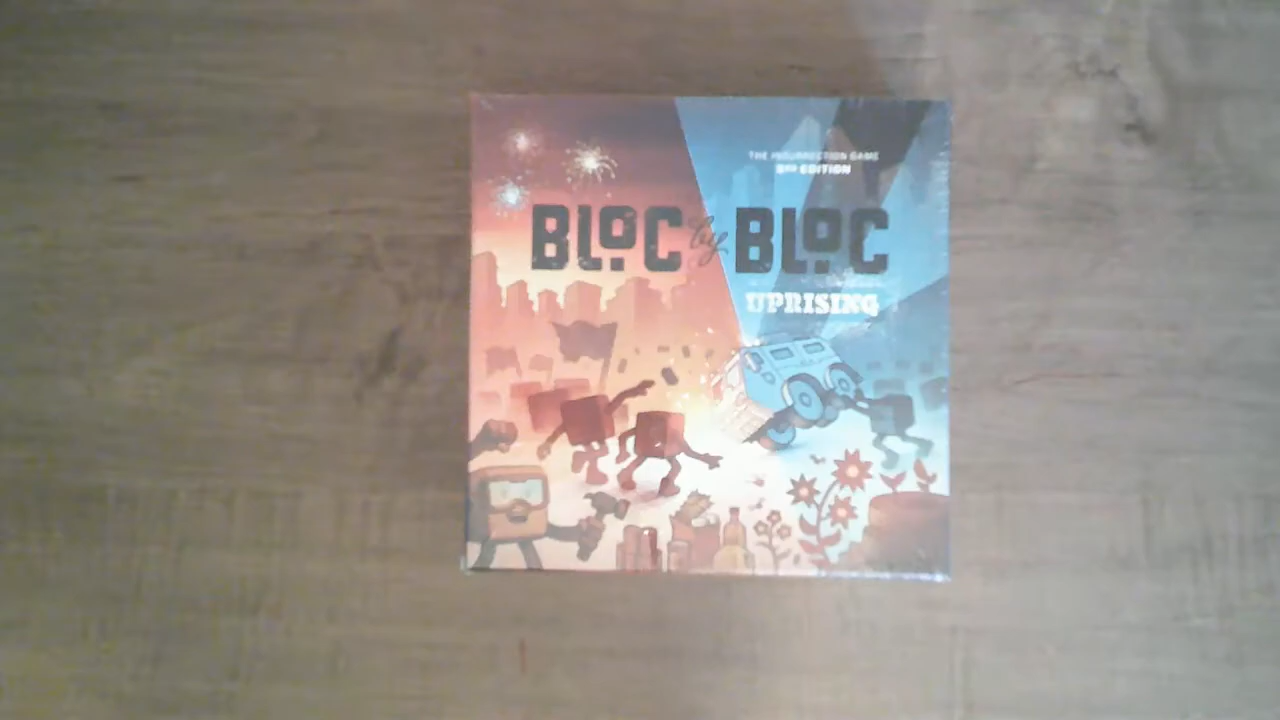 THE INSURRECTION GAME
3RD EDITION
BLOC by BLOC
UPRISING